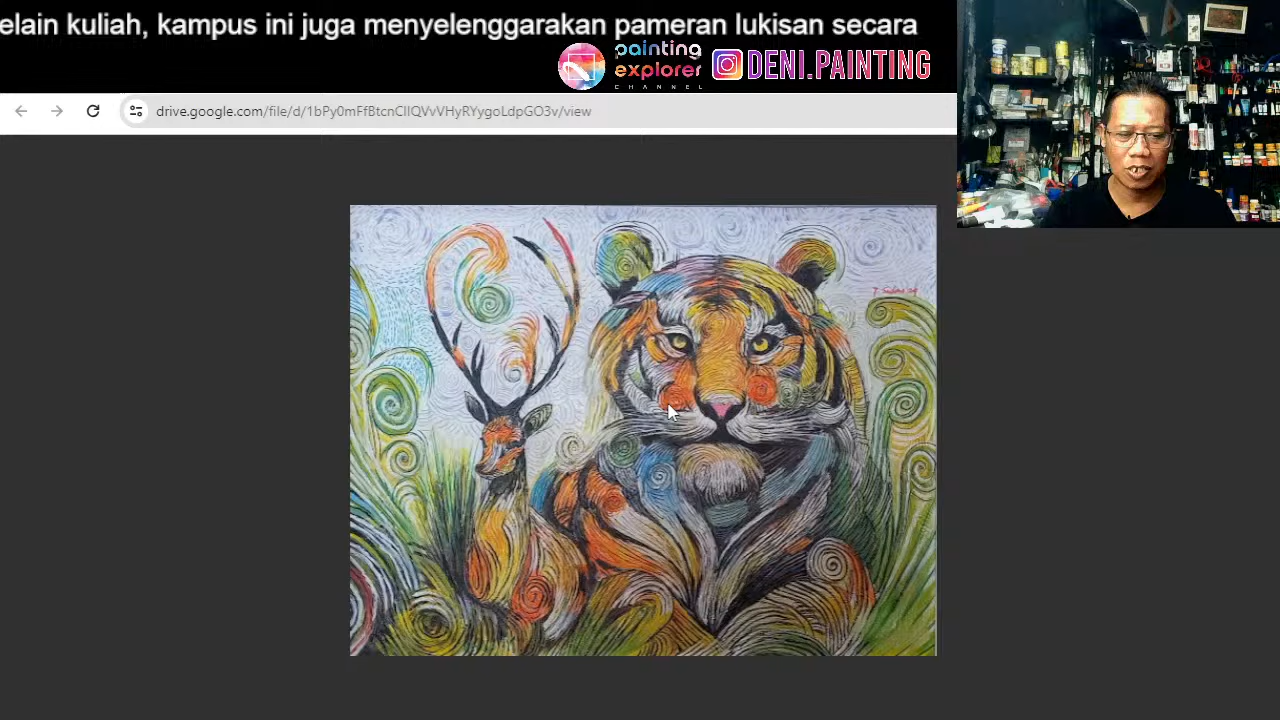 elain kuliah, kampus ini juga menyelenggarakan pameran lukisan secara
painting
explorer
CHANNEL
DENI.PAINTING
drive.google.com/file/d/1bPy0mFfBtcnCIlQVvVHyRYygoLdpGO3v/view